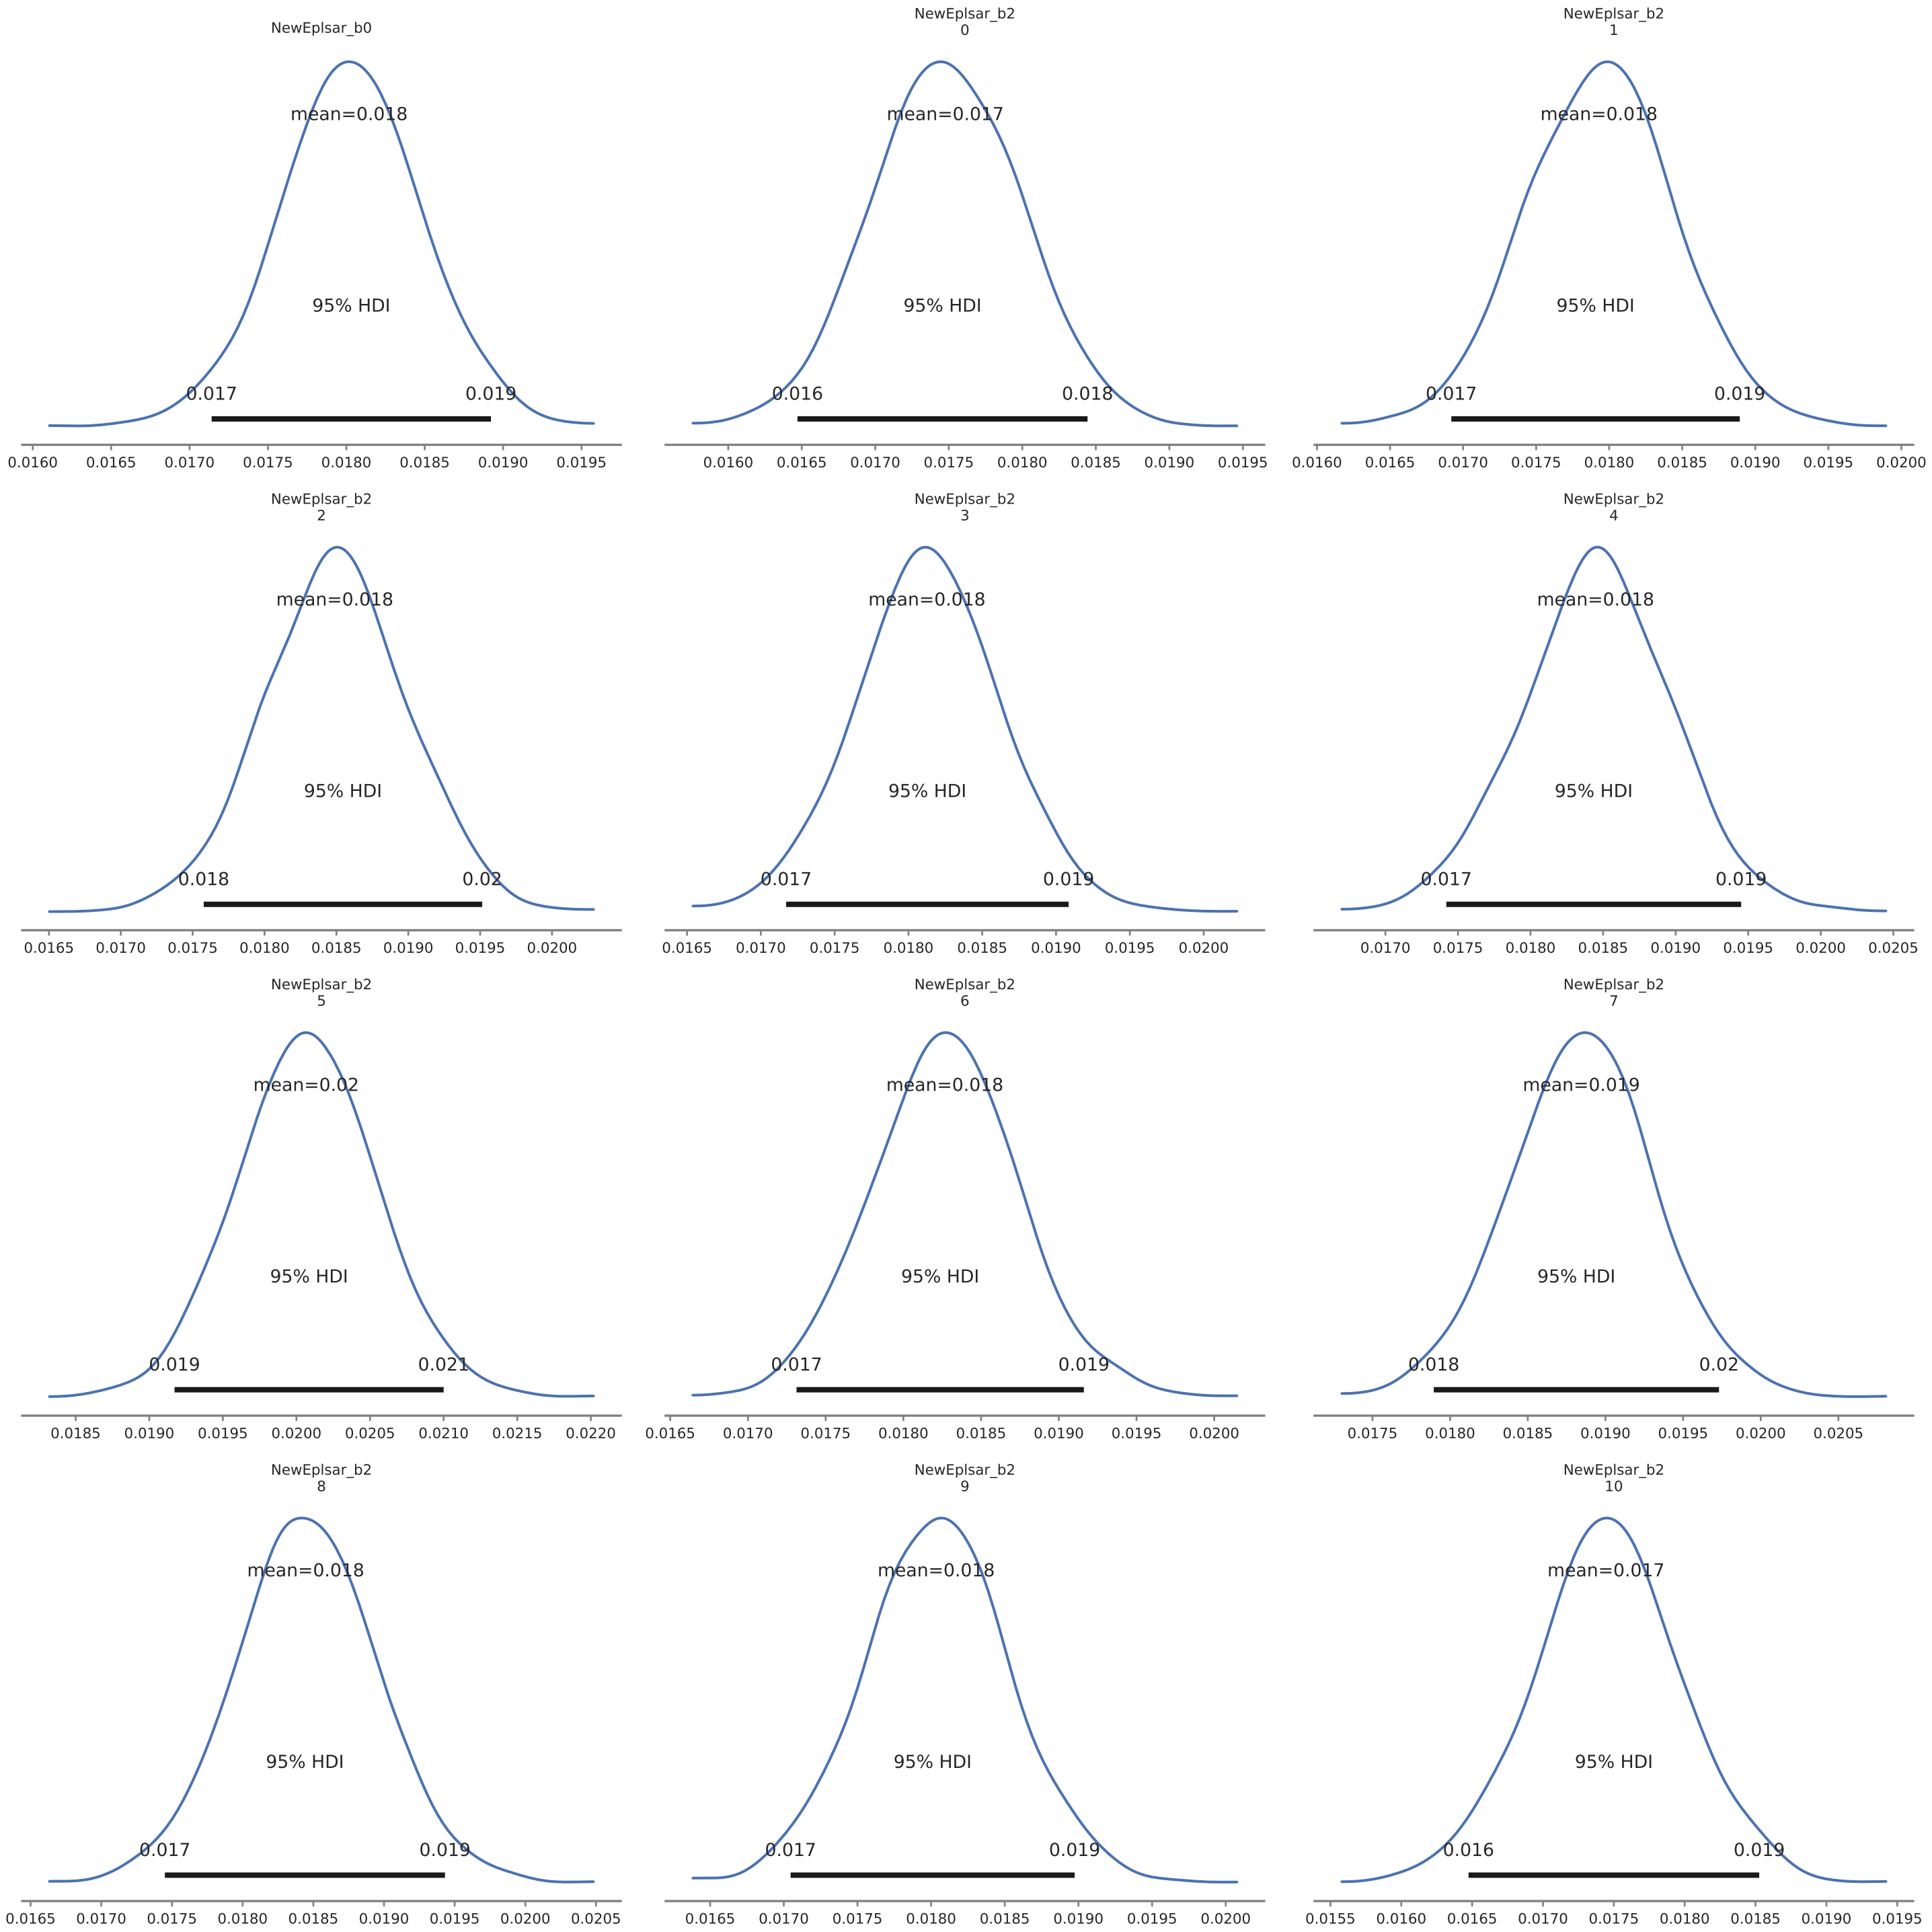 NewEplsar_b0
mean=0.018
95% HDI
0.017 0.019
0.0160 0.0165 0.0170 0.0175 0.0180 0.0185 0.0190 0.0195
NewEplsar_b2
0
mean=0.017
95% HDI
0.016 0.018
0.0160 0.0165 0.0170 0.0175 0.0180 0.0185 0.0190 0.0195
NewEplsar_b2
1
mean=0.018
95% HDI
0.017 0.019
0.0160 0.0165 0.0170 0.0175 0.0180 0.0185 0.0190 0.0195 0.0200
NewEplsar_b2
2
mean=0.018
95% HDI
0.018 0.02
0.0165 0.0170 0.0175 0.0180 0.0185 0.0190 0.0195 0.0200
NewEplsar_b2
3
mean=0.018
95% HDI
0.017 0.019
0.0165 0.0170 0.0175 0.0180 0.0185 0.0190 0.0195 0.0200
NewEplsar_b2
4
mean=0.018
95% HDI
0.017 0.019
0.0170 0.0175 0.0180 0.0185 0.0190 0.0195 0.0200 0.0205
NewEplsar_b2
5
mean=0.02
95% HDI
0.019 0.021
0.0185 0.0190 0.0195 0.0200 0.0205 0.0210 0.0215 0.0220
NewEplsar_b2
6
mean=0.018
95% HDI
0.017 0.019
0.0165 0.0170 0.0175 0.0180 0.0185 0.0190 0.0195 0.0200
NewEplsar_b2
7
mean=0.019
95% HDI
0.018 0.02
0.0175 0.0180 0.0185 0.0190 0.0195 0.0200 0.0205
NewEplsar_b2
8
mean=0.018
95% HDI
0.017 0.019
0.0165 0.0170 0.0175 0.0180 0.0185 0.0190 0.0195 0.0200 0.0205
NewEplsar_b2
9
mean=0.018
95% HDI
0.017 0.019
0.0165 0.0170 0.0175 0.0180 0.0185 0.0190 0.0195 0.0200
NewEplsar_b2
10
mean=0.017
95% HDI
0.016 0.019
0.0155 0.0160 0.0165 0.0170 0.0175 0.0180 0.0185 0.0190 0.0195